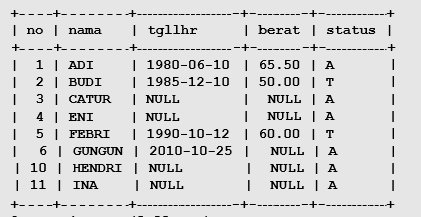 +----+--------+------------+-------+--------+
| no | nama | tgllhr | berat | status |
+----+--------+------------+-------+--------+
| 1 | ADI | 1980-06-10 | 65.50 | A |
| 2 | BUDI | 1985-12-10 | 50.00 | T |
| 3 | CATUR | NULL | NULL | A |
| 4 | ENI | NULL | NULL | A |
| 5 | FEBRI | 1990-10-12 | 60.00 | T |
| 6 | GUNGUN | 2010-10-25 | NULL | A |
| 10 | HENDRI | NULL | NULL | A |
| 11 | INA | NULL | NULL | A |
+----+--------+------------+-------+--------+